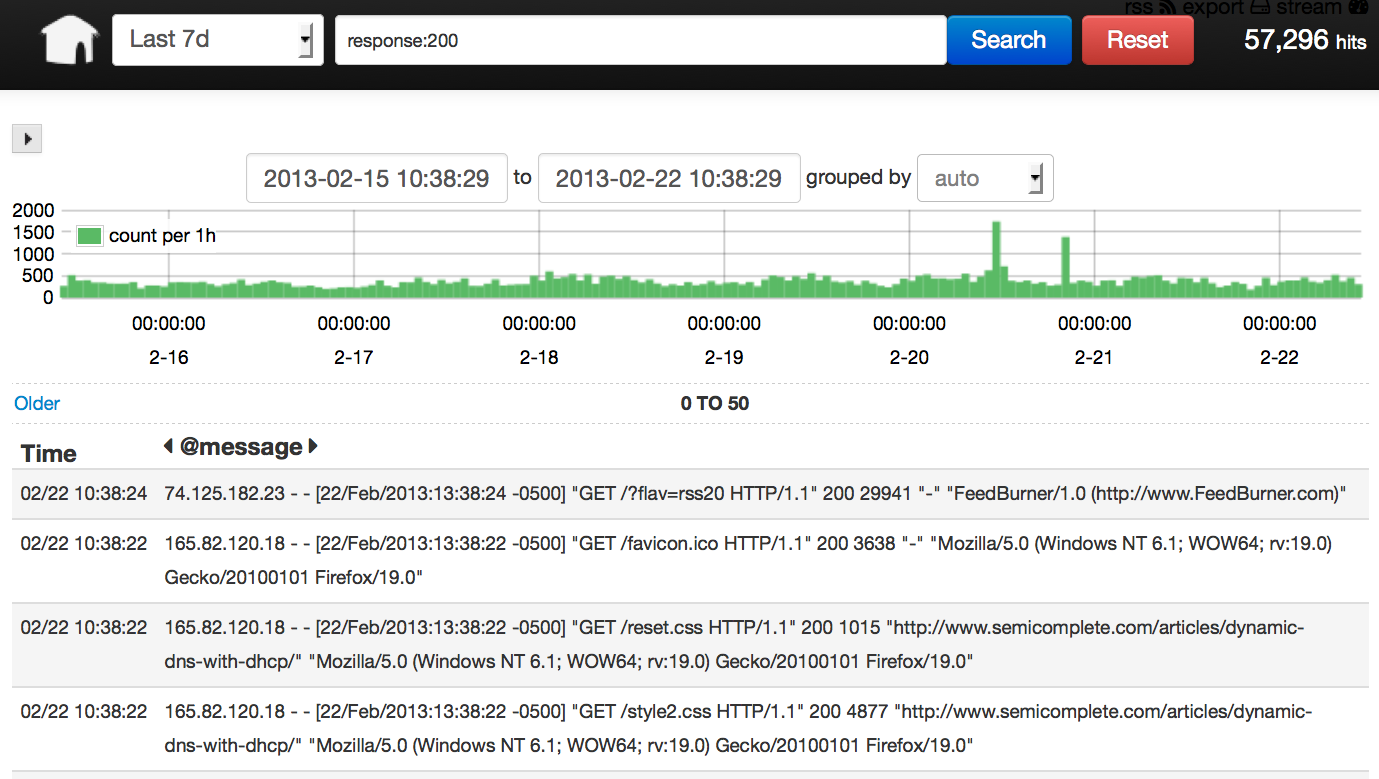 rss export stream
Last 7d response:200 Search Reset 57,296 hits
2013-02-15 10:38:29 to 2013-02-22 10:38:29 grouped by auto
2000
1500
1000
500
0
count per 1h
00:00:00 00:00:00 00:00:00 00:00:00 00:00:00 00:00:00 00:00:00
2-16 2-17 2-18 2-19 2-20 2-21 2-22
Older 0 TO 50
Time @message
02/22 10:38:24 74.125.182.23 - - [22/Feb/2013:13:38:24 -0500] "GET /?flav=rss20 HTTP/1.1" 200 29941 "-" "FeedBurner/1.0 (http://www.FeedBurner.com)"
02/22 10:38:22 165.82.120.18 - - [22/Feb/2013:13:38:22 -0500] "GET /favicon.ico HTTP/1.1" 200 3638 "-" "Mozilla/5.0 (Windows NT 6.1; WOW64; rv:19.0)
Gecko/20100101 Firefox/19.0"
02/22 10:38:22 165.82.120.18 - - [22/Feb/2013:13:38:22 -0500] "GET /reset.css HTTP/1.1" 200 1015 "http://www.semicomplete.com/articles/dynamic-
dns-with-dhcp/" "Mozilla/5.0 (Windows NT 6.1; WOW64; rv:19.0) Gecko/20100101 Firefox/19.0"
02/22 10:38:22 165.82.120.18 - - [22/Feb/2013:13:38:22 -0500] "GET /style2.css HTTP/1.1" 200 4877 "http://www.semicomplete.com/articles/dynamic-
dns-with-dhcp/" "Mozilla/5.0 (Windows NT 6.1; WOW64; rv:19.0) Gecko/20100101 Firefox/19.0"